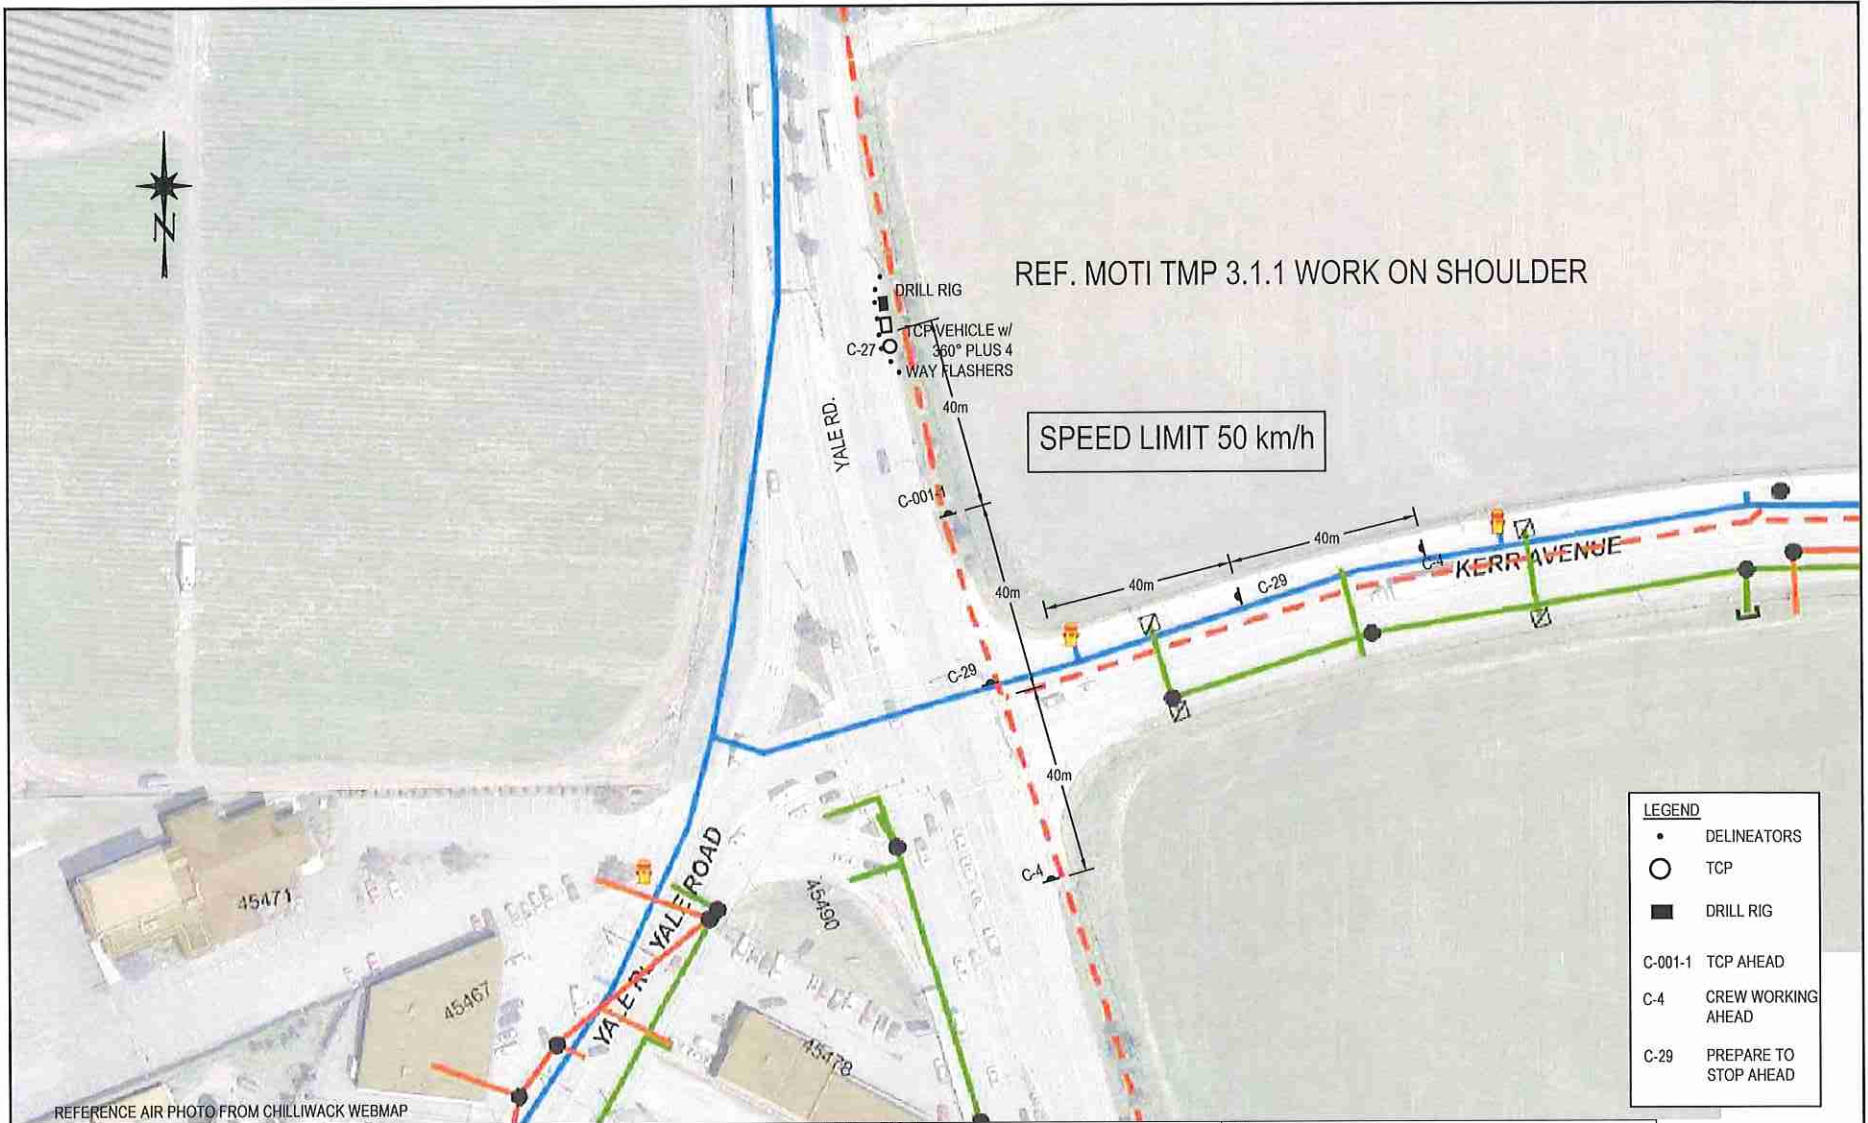 N
REF. MOTI TMP 3.1.1 WORK ON SHOULDER
DRILL RIG
TCP VEHICLE w/
360° PLUS 4
WAY FLASHERS
C-27
40m
YALE RD.
SPEED LIMIT 50 km/h
C-001-1
40m
40m
40m
C-29
C-4
KERR AVENUE
C-29
40m
C-4
YALE ROAD
YALE R
45471
45467
45490
45478
LEGEND
DELINEATORS
TCP
DRILL RIG
C-001-1 TCP AHEAD
C-4 CREW WORKING
AHEAD
C-29 PREPARE TO
STOP AHEAD
REFERENCE AIR PHOTO FROM CHILLIWACK WEBMAP